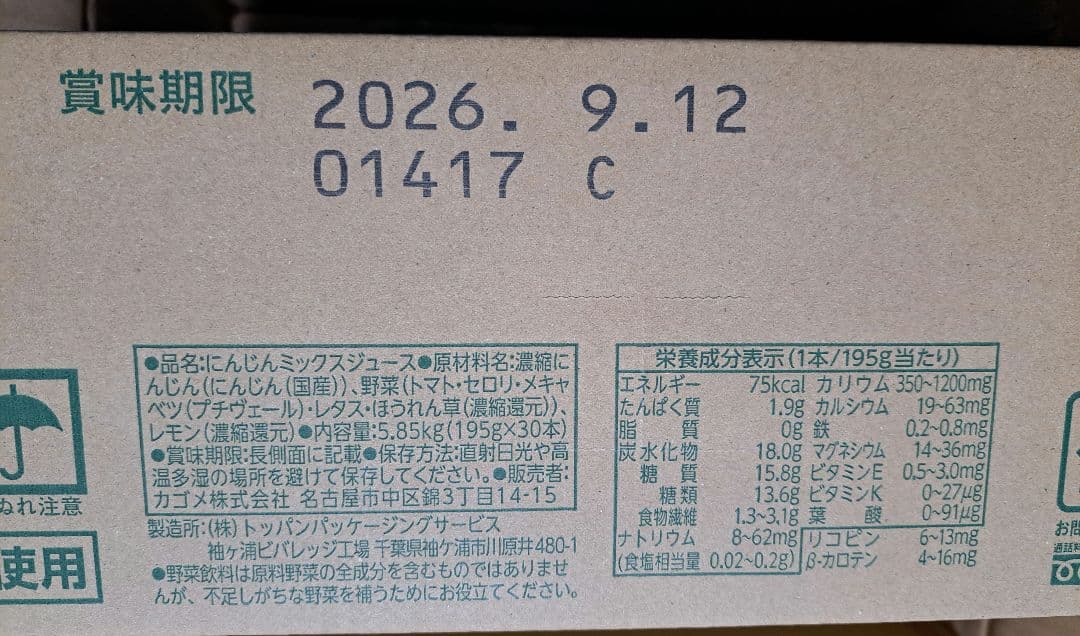 賞味期限 2026. 9.12
01417 C
●品名:にんじんミックスジュース●原材料名:濃縮に
んじん(にんじん(国産))、野菜(トマト・セロリ・メキャ
ベツ(プチヴェール)・レタス・ほうれん草(濃縮還元))、
レモン(濃縮還元)●内容量:5.85kg(195g×30本)
●賞味期限:長側面に記載●保存方法:直射日光や高
温多湿の場所を避けて保存してください。●販売者:
カゴメ株式会社 名古屋市中区錦3丁目14-15
製造所:(株)トッパンパッケージングサービス
袖ヶ浦ビバレッジ工場 千葉県袖ケ浦市川原井480-1
●野菜飲料は原料野菜の全成分を含むものではありませ
んが、不足しがちな野菜を補うためにお役立てください。
栄養成分表示(1本/195g当たり)
エネルギー 75kcal カリウム 350~1200mg
たんぱく質 1.9g カルシウム 19~63mg
脂質 0g 鉄 0.2~0.8mg
炭水化物 18.0g マグネシウム 14~36mg
糖質 15.8g ビタミンE 0.5~3.0mg
糖類 13.6g ビタミンK 0~27μg
食物繊維 1.3~3.1g 葉酸 0~91μg
ナトリウム 8~62mg リコピン 6~13mg
(食塩相当量 0.02~0.2g) β-カロテン 4~16mg
ぬれ注意
使用
お問
通話料